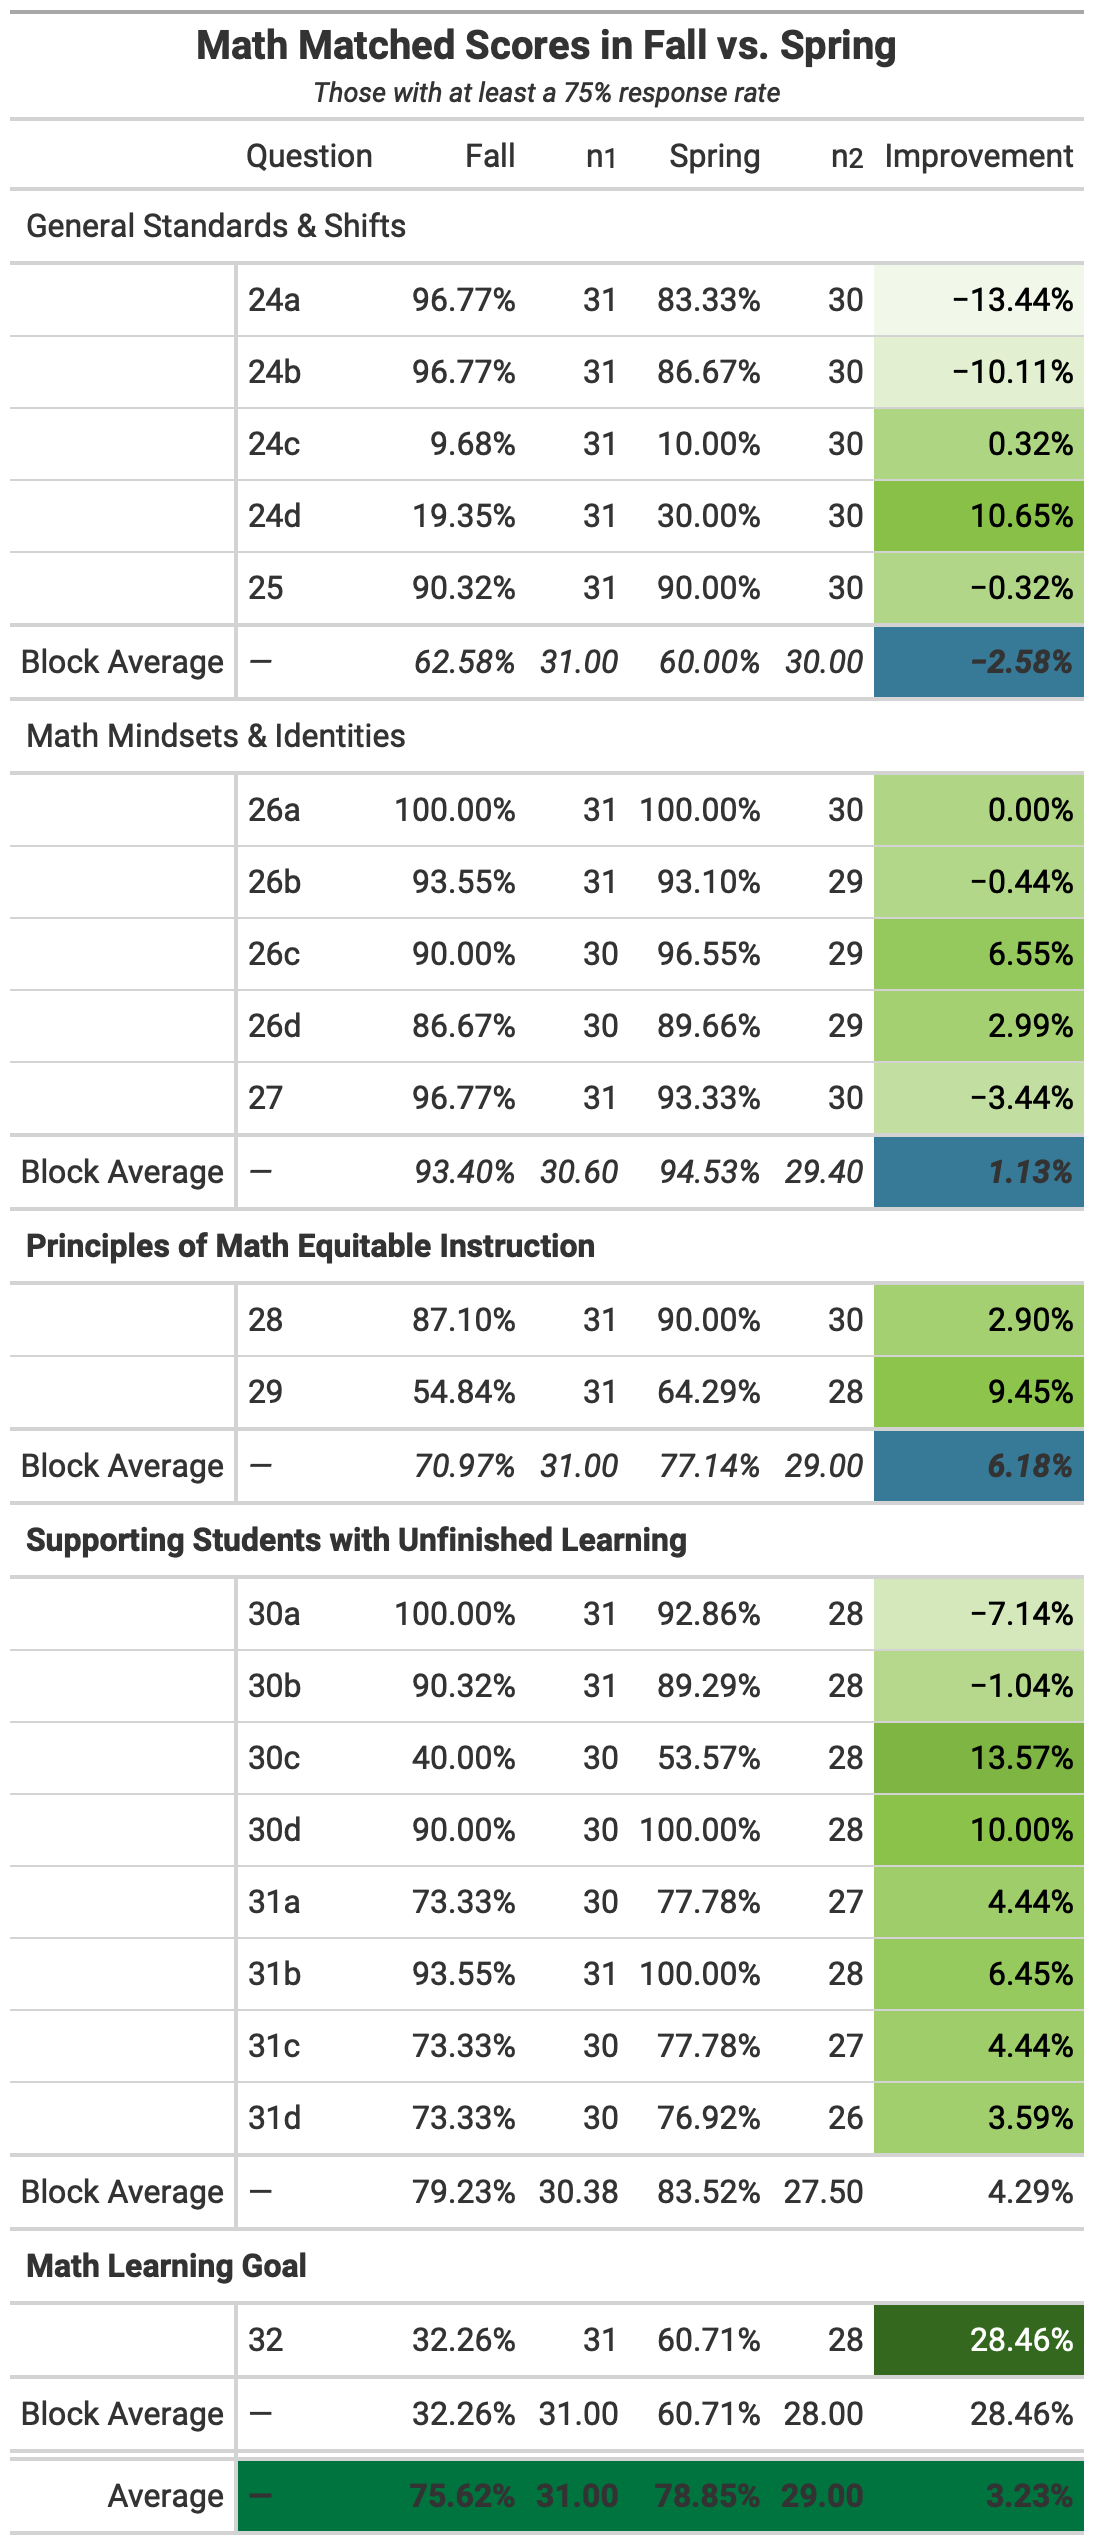 Math Matched Scores in Fall vs. Spring
Those with at least a 75% response rate
Question Fall n1 Spring n2 Improvement
General Standards & Shifts
24a 96.77% 31 83.33% 30 −13.44%
24b 96.77% 31 86.67% 30 −10.11%
24c 9.68% 31 10.00% 30 0.32%
24d 19.35% 31 30.00% 30 10.65%
25 90.32% 31 90.00% 30 −0.32%
Block Average — 62.58% 31.00 60.00% 30.00 −2.58%
Math Mindsets & Identities
26a 100.00% 31 100.00% 30 0.00%
26b 93.55% 31 93.10% 29 −0.44%
26c 90.00% 30 96.55% 29 6.55%
26d 86.67% 30 89.66% 29 2.99%
27 96.77% 31 93.33% 30 −3.44%
Block Average — 93.40% 30.60 94.53% 29.40 1.13%
Principles of Math Equitable Instruction
28 87.10% 31 90.00% 30 2.90%
29 54.84% 31 64.29% 28 9.45%
Block Average — 70.97% 31.00 77.14% 29.00 6.18%
Supporting Students with Unfinished Learning
30a 100.00% 31 92.86% 28 −7.14%
30b 90.32% 31 89.29% 28 −1.04%
30c 40.00% 30 53.57% 28 13.57%
30d 90.00% 30 100.00% 28 10.00%
31a 73.33% 30 77.78% 27 4.44%
31b 93.55% 31 100.00% 28 6.45%
31c 73.33% 30 77.78% 27 4.44%
31d 73.33% 30 76.92% 26 3.59%
Block Average — 79.23% 30.38 83.52% 27.50 4.29%
Math Learning Goal
32 32.26% 31 60.71% 28 28.46%
Block Average — 32.26% 31.00 60.71% 28.00 28.46%
Average — 75.62% 31.00 78.85% 29.00 3.23%